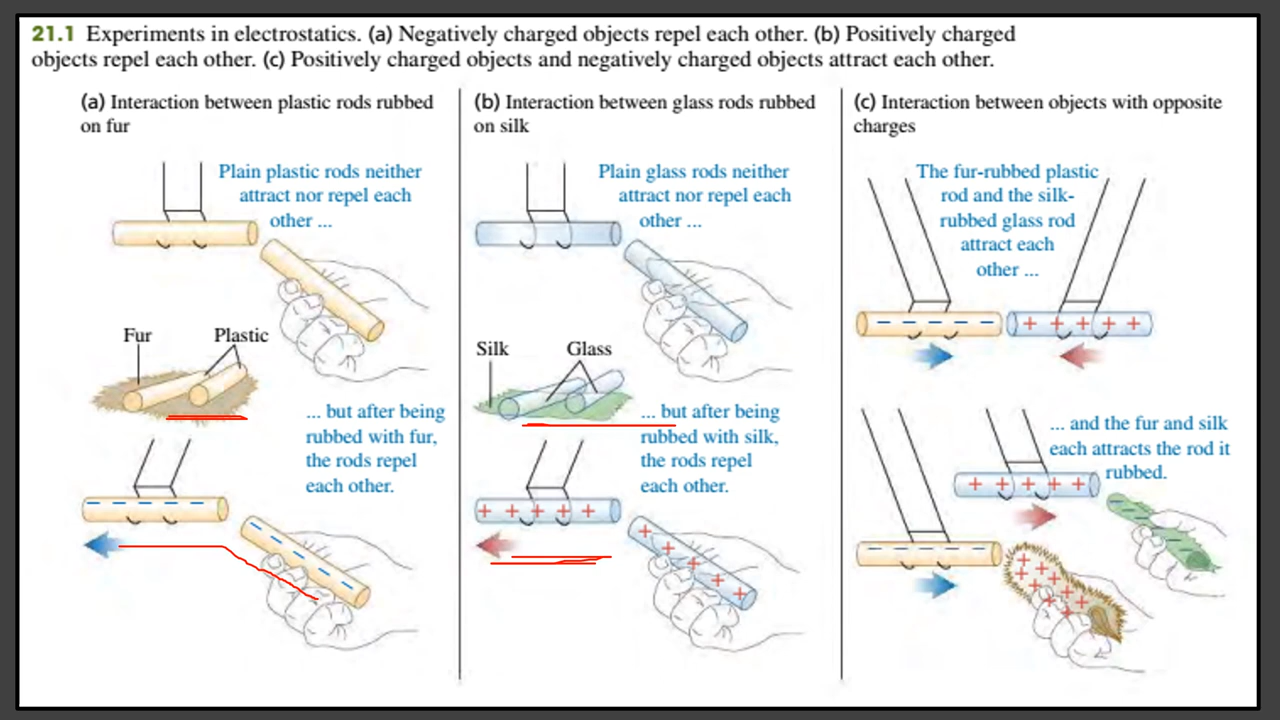 21.1 Experiments in electrostatics. (a) Negatively charged objects repel each other. (b) Positively charged
objects repel each other. (c) Positively charged objects and negatively charged objects attract each other.
(a) Interaction between plastic rods rubbed
on fur
Plain plastic rods neither
attract nor repel each
other ...
Fur
Plastic
... but after being
rubbed with fur,
the rods repel
each other.
(b) Interaction between glass rods rubbed
on silk
Plain glass rods neither
attract nor repel each
other ...
Silk
Glass
... but after being
rubbed with silk,
the rods repel
each other.
(c) Interaction between objects with opposite
charges
The fur-rubbed plastic
rod and the silk-
rubbed glass rod
attract each
other ...
... and the fur and silk
each attracts the rod it
rubbed.